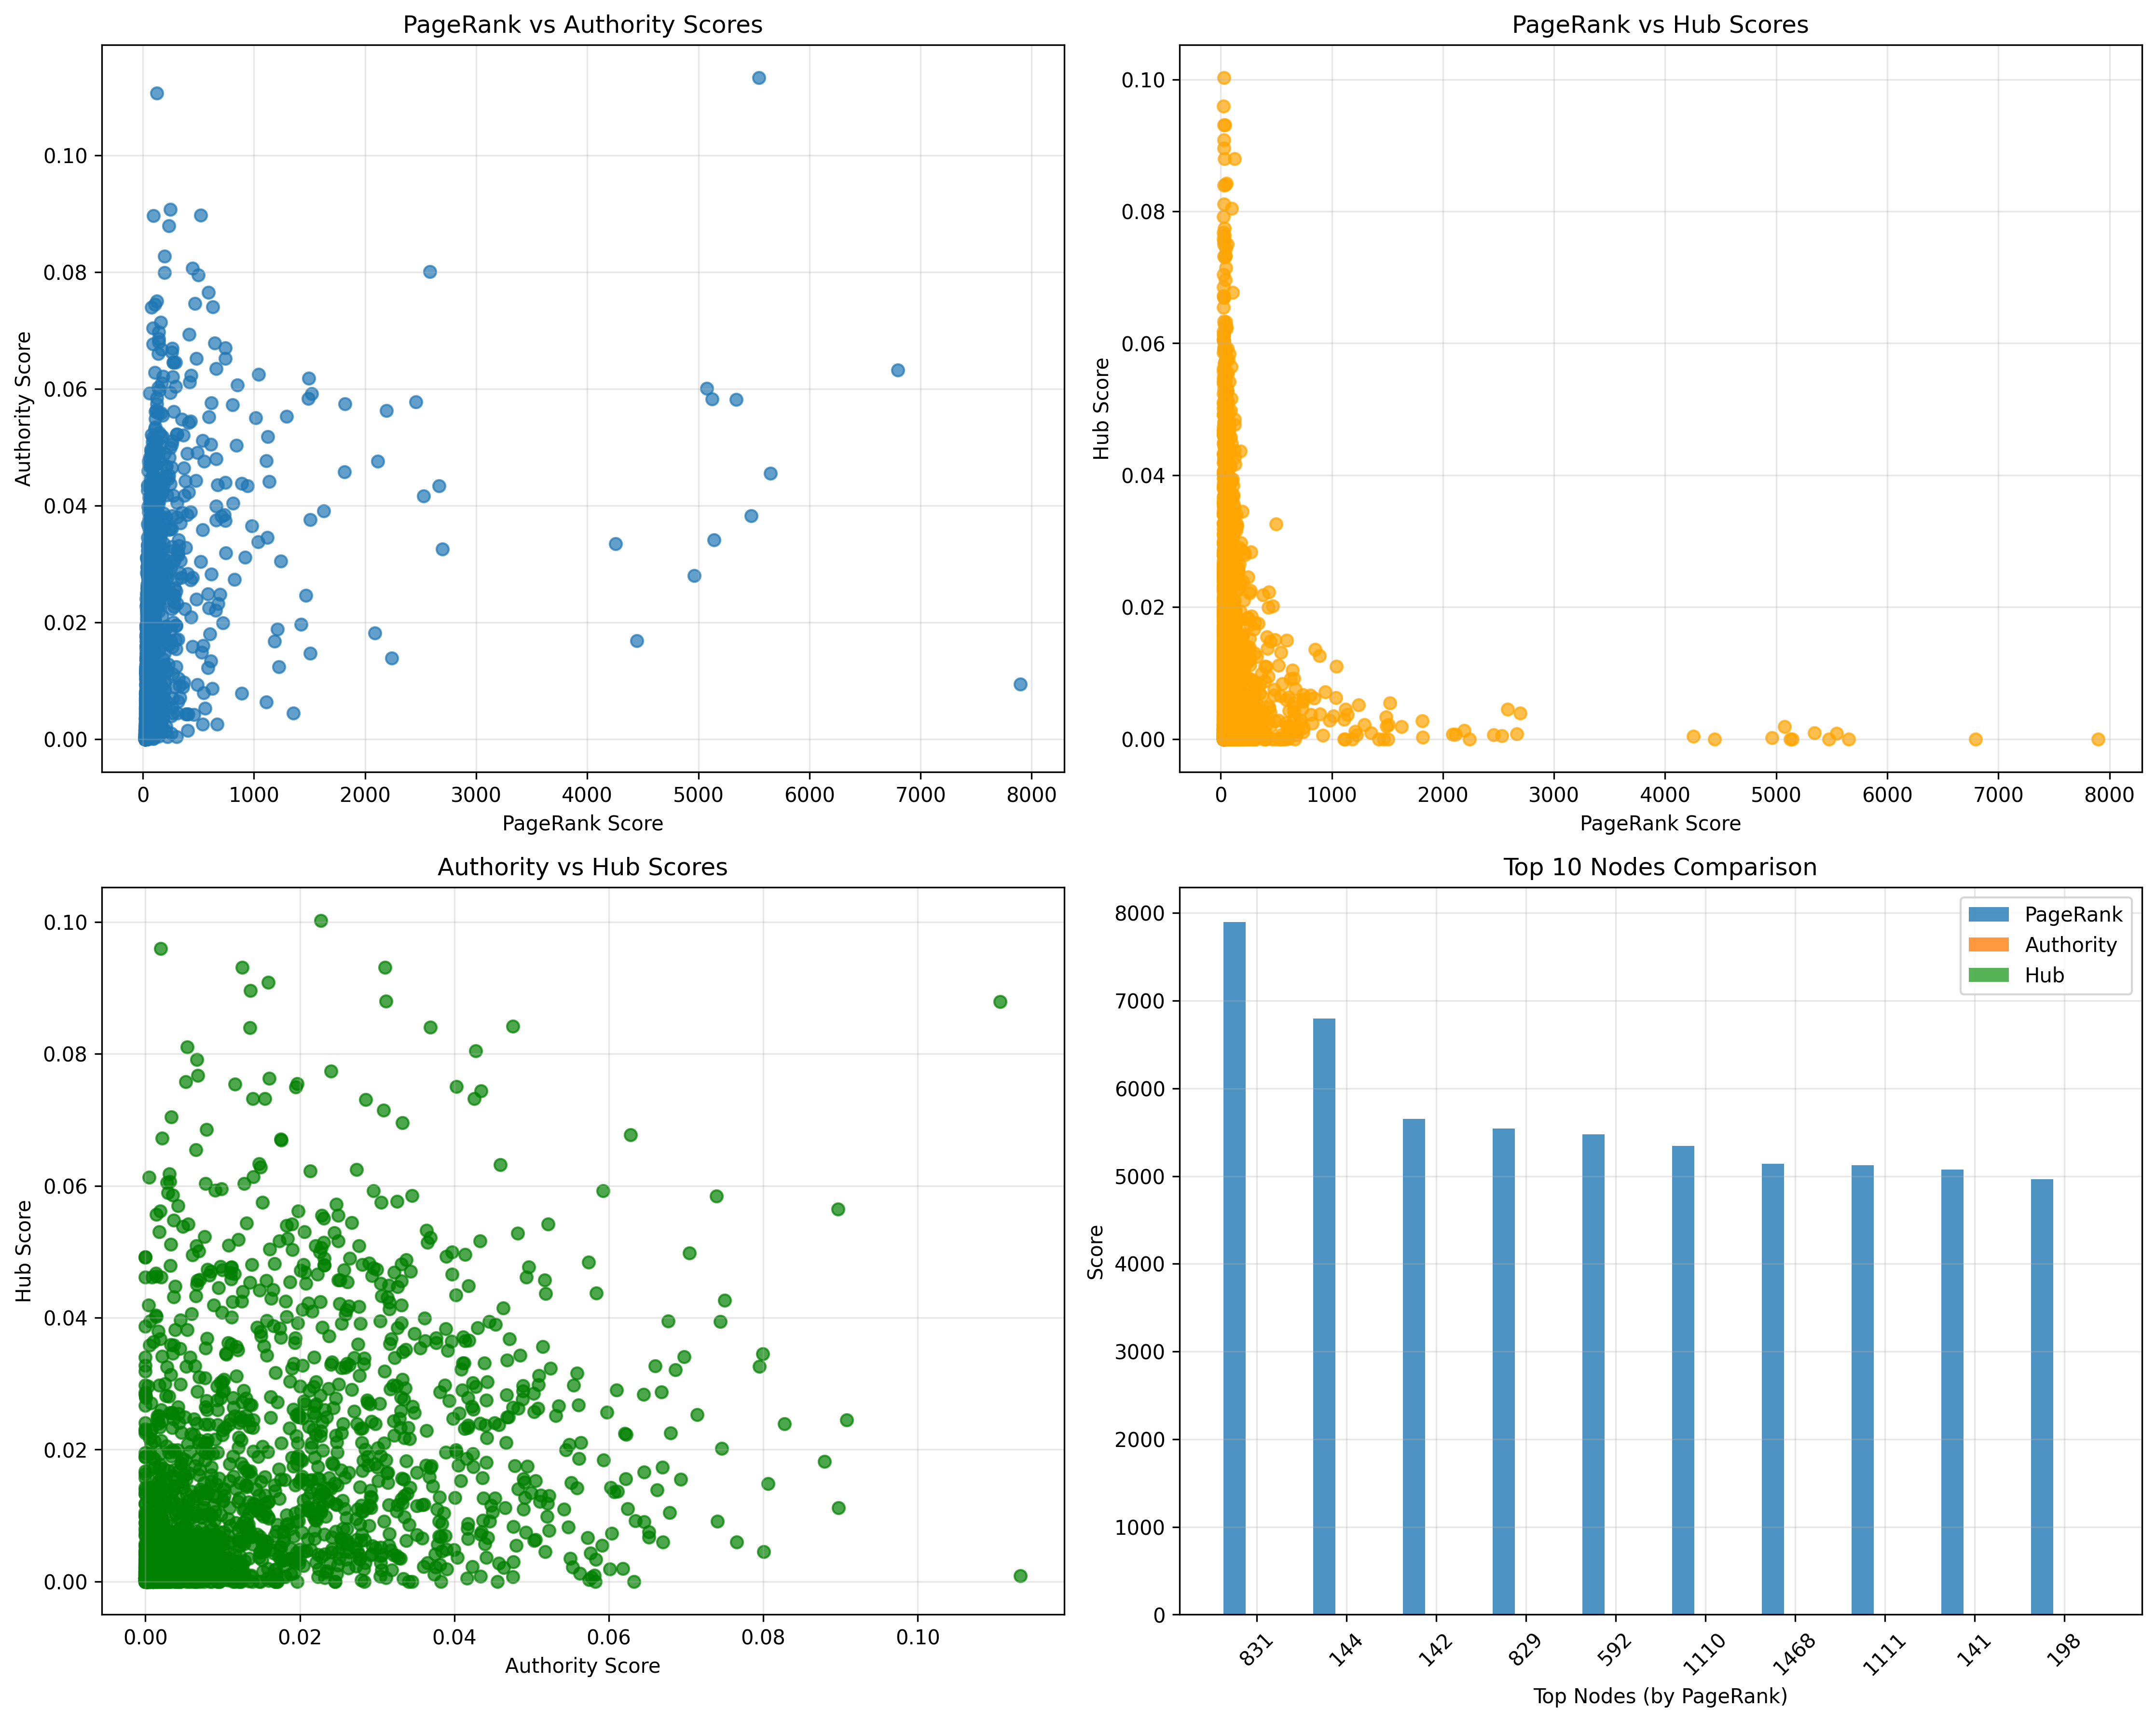 PageRank vs Authority Scores
Authority Score
0.10
0.08
0.06
0.04
0.02
0.00
0 1000 2000 3000 4000 5000 6000 7000 8000
PageRank Score
PageRank vs Hub Scores
Hub Score
0.10
0.08
0.06
0.04
0.02
0.00
0 1000 2000 3000 4000 5000 6000 7000 8000
PageRank Score
Authority vs Hub Scores
Hub Score
0.10
0.08
0.06
0.04
0.02
0.00
0.00 0.02 0.04 0.06 0.08 0.10
Authority Score
Top 10 Nodes Comparison
Score
8000
7000
6000
5000
4000
3000
2000
1000
0
PageRank
Authority
Hub
831 144 142 829 592 1110 1468 1111 141 198
Top Nodes (by PageRank)